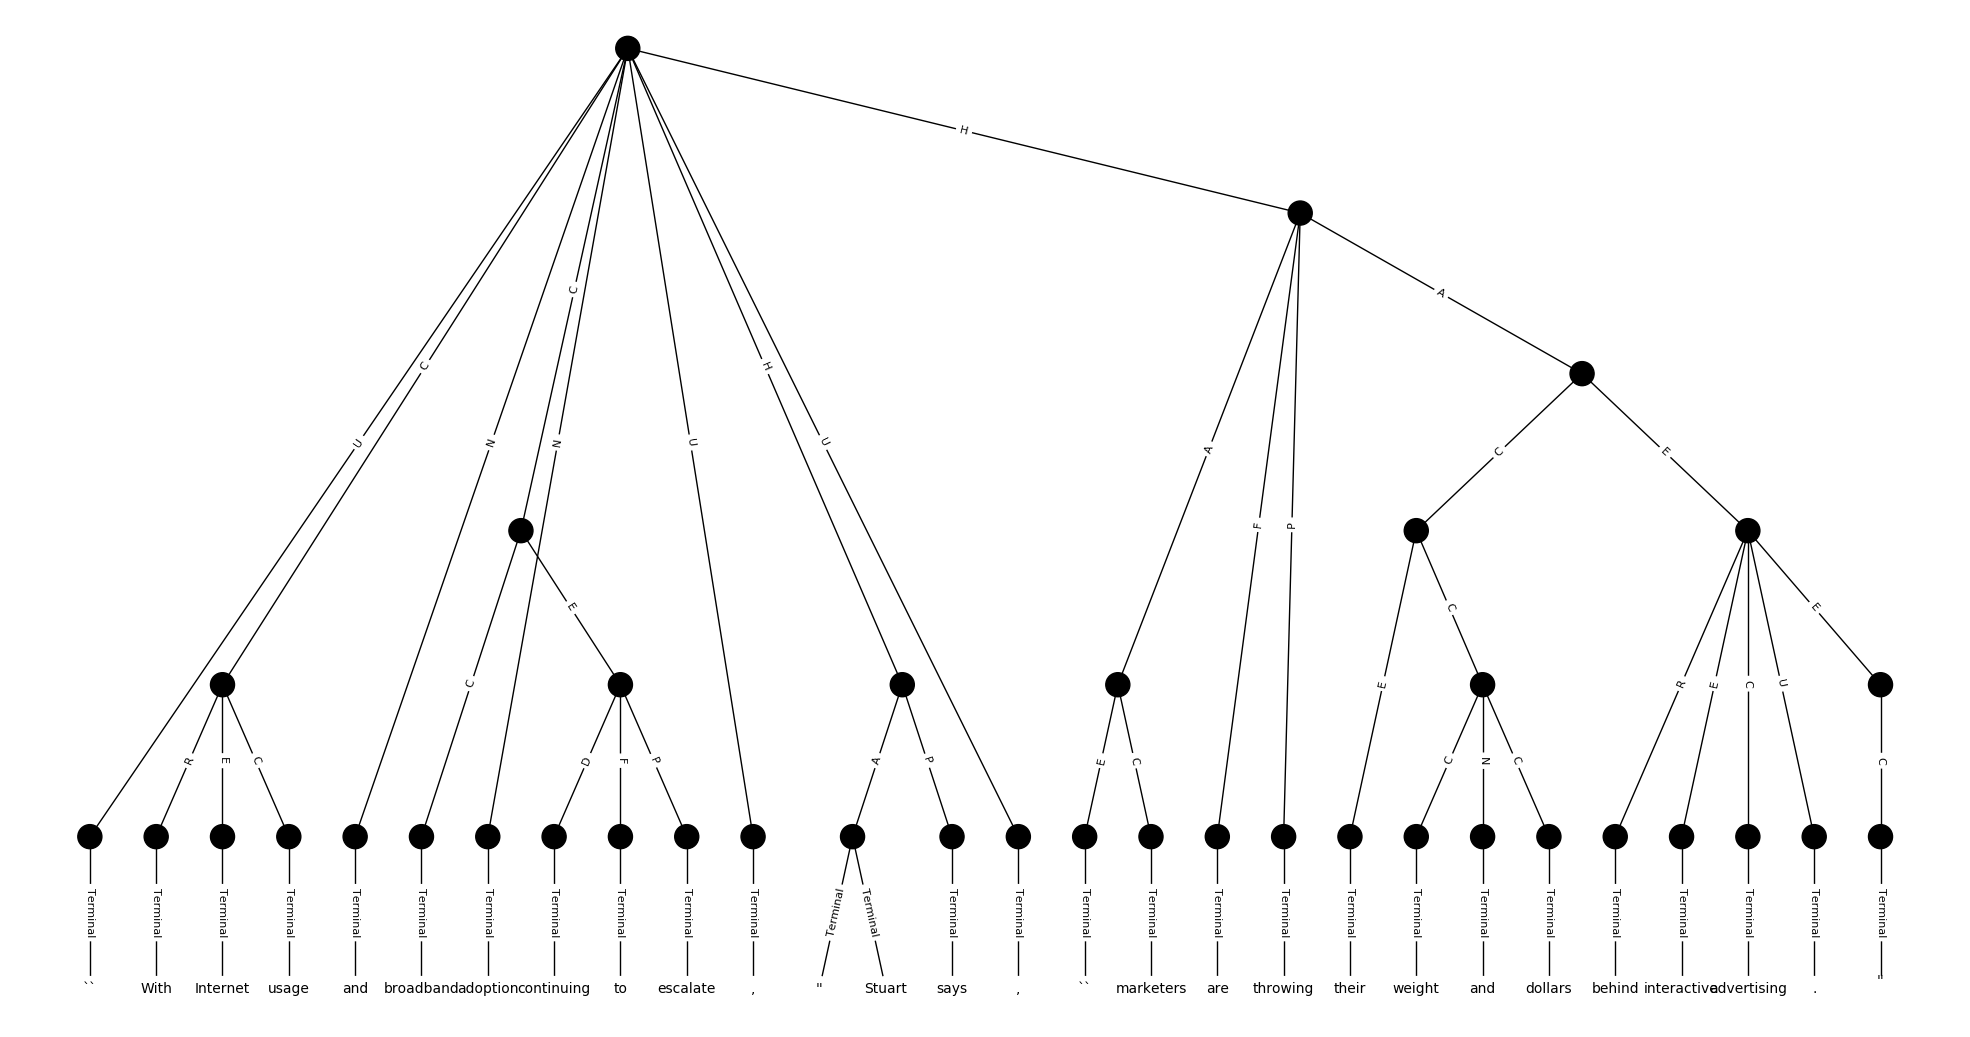 H
A
C
C
H
U
N
N
U
U
A
F
P
C
E
E
E
C
C
E
C
R
E
C
U
R
E
C
D
F
P
A
P
E
C
C
N
C
C
Terminal Terminal Terminal Terminal Terminal Terminal Terminal Terminal Terminal Terminal Terminal Terminal Terminal Terminal Terminal Terminal Terminal Terminal Terminal Terminal Terminal Terminal Terminal Terminal Terminal Terminal Terminal Terminal
`` With Internet usage and broadband adoption continuing to escalate , " Stuart says , `` marketers are throwing their weight and dollars behind interactive advertising . "